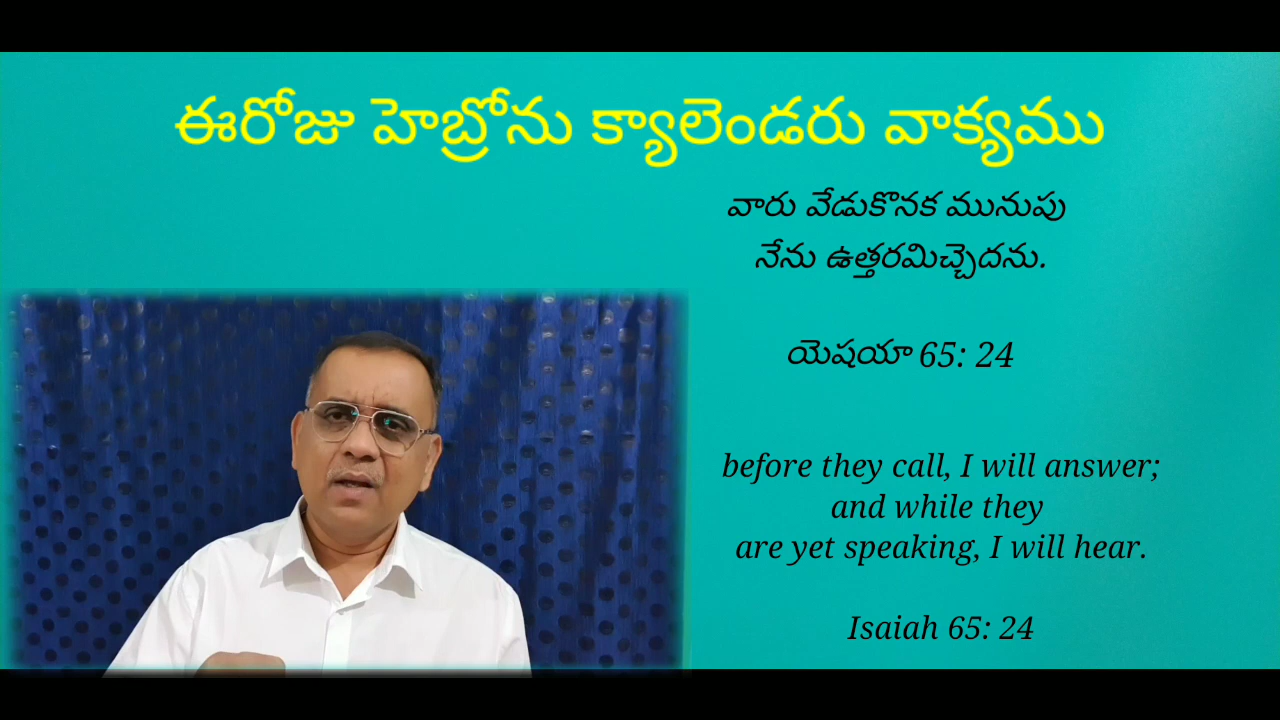 ఈరోజు హెబ్రోను క్యాలెండరు వాక్యము
వారు వేడుకొనక మునుపు
నేను ఉత్తరమిచ్చెదను.
యెషయా 65: 24
before they call, I will answer;
and while they
are yet speaking, I will hear.
Isaiah 65: 24